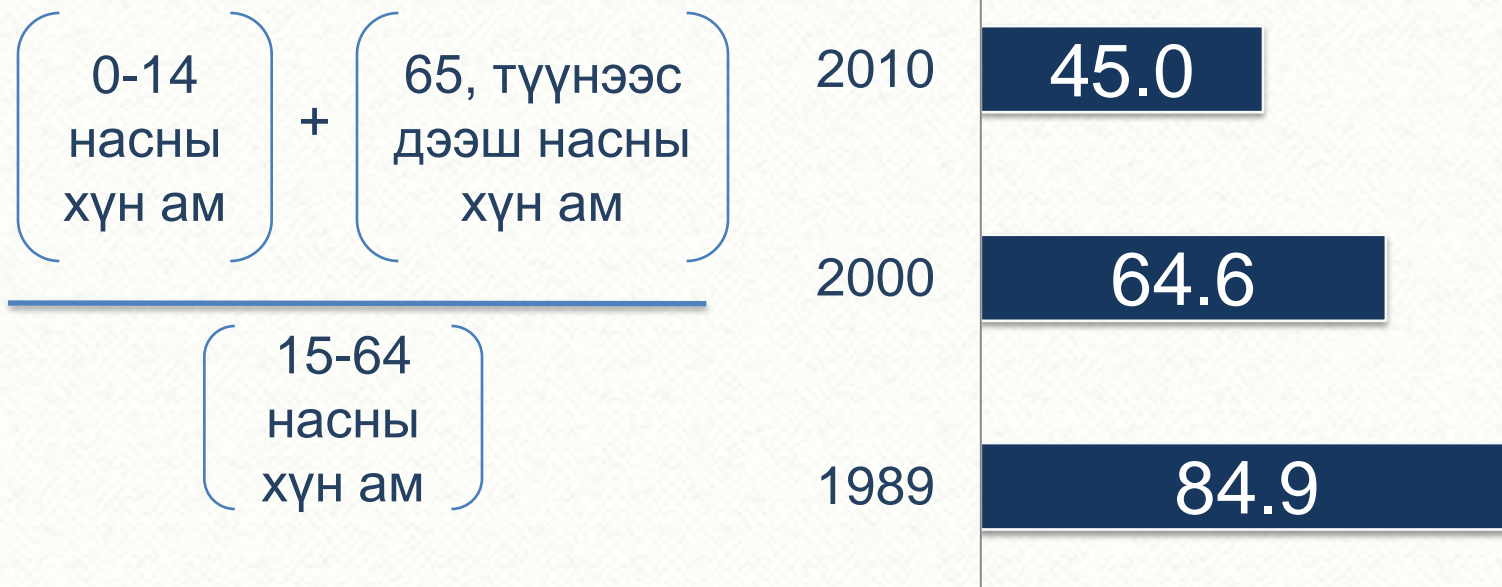 0-14
насны
хүн ам
+
65, түүнээс
дээш насны
хүн ам
15-64
насны
хүн ам
2010
45.0
2000
64.6
1989
84.9